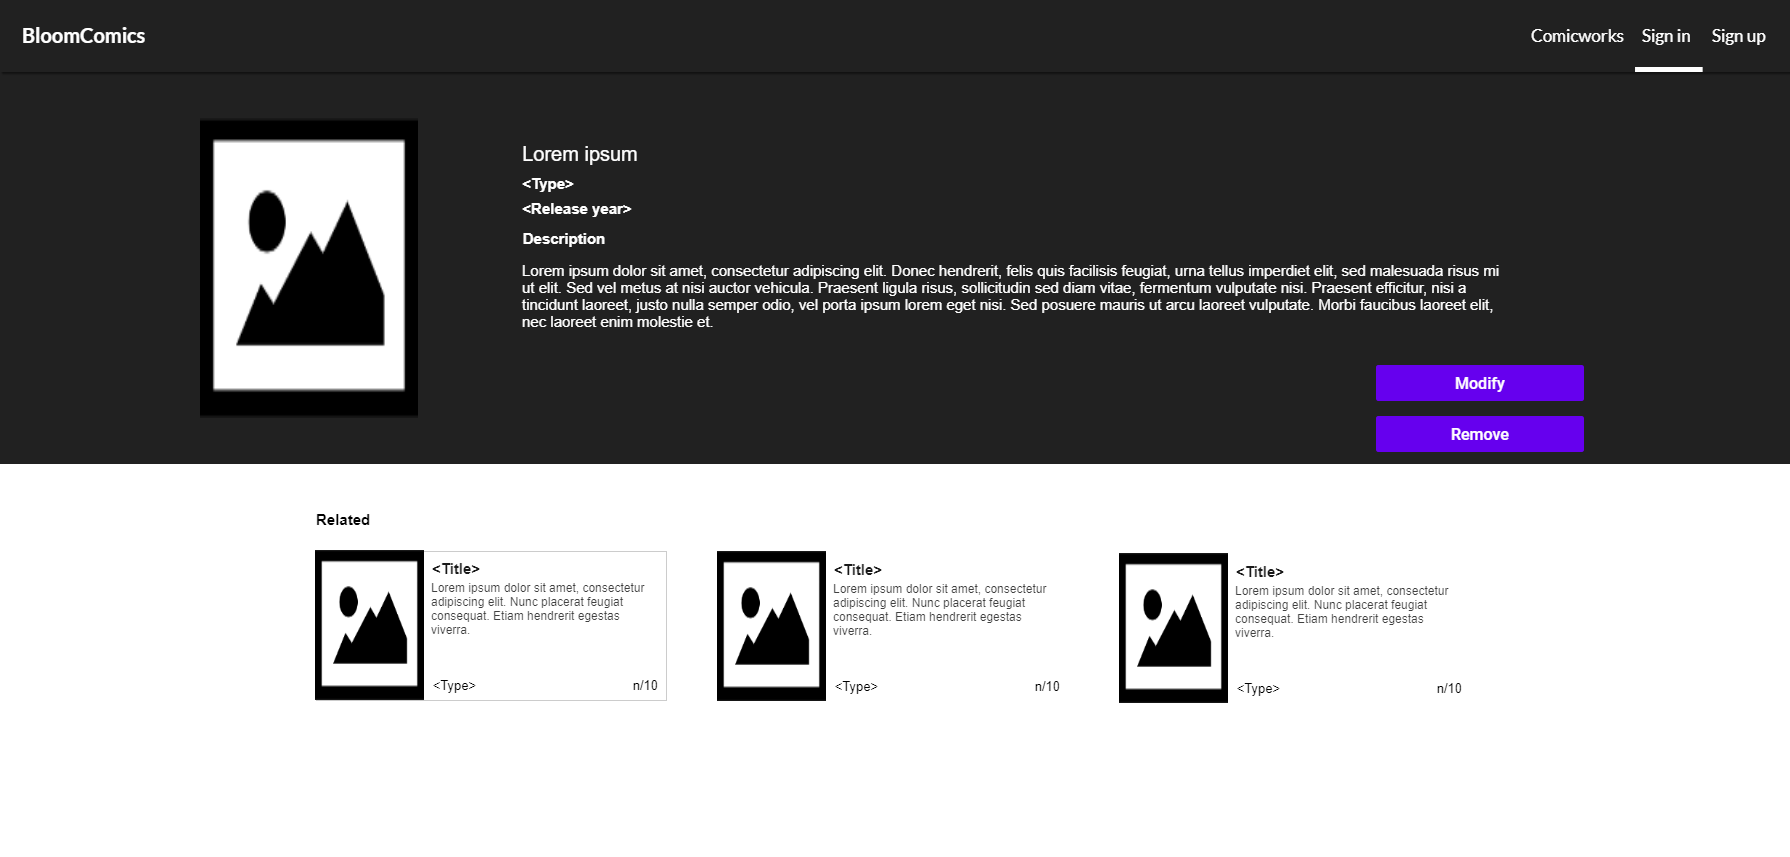 BloomComics
Comicworks Sign in Sign up
Lorem ipsum
<Type>
<Release year>
Description
Lorem ipsum dolor sit amet, consectetur adipiscing elit. Donec hendrerit, felis quis facilisis feugiat, urna tellus imperdiet elit, sed malesuada risus mi
ut elit. Sed vel metus at nisi auctor vehicula. Praesent ligula risus, sollicitudin sed diam vitae, fermentum vulputate nisi. Praesent efficitur, nisi a
tincidunt laoreet, justo nulla semper odio, vel porta ipsum lorem eget nisi. Sed posuere mauris ut arcu laoreet vulputate. Morbi faucibus laoreet elit,
nec laoreet enim molestie et.
Modify
Remove
Related
<Title>
Lorem ipsum dolor sit amet, consectetur
adipiscing elit. Nunc placerat feugiat
consequat. Etiam hendrerit egestas
viverra.
<Type> n/10
<Title>
Lorem ipsum dolor sit amet, consectetur
adipiscing elit. Nunc placerat feugiat
consequat. Etiam hendrerit egestas
viverra.
<Type> n/10
<Title>
Lorem ipsum dolor sit amet, consectetur
adipiscing elit. Nunc placerat feugiat
consequat. Etiam hendrerit egestas
viverra.
<Type> n/10